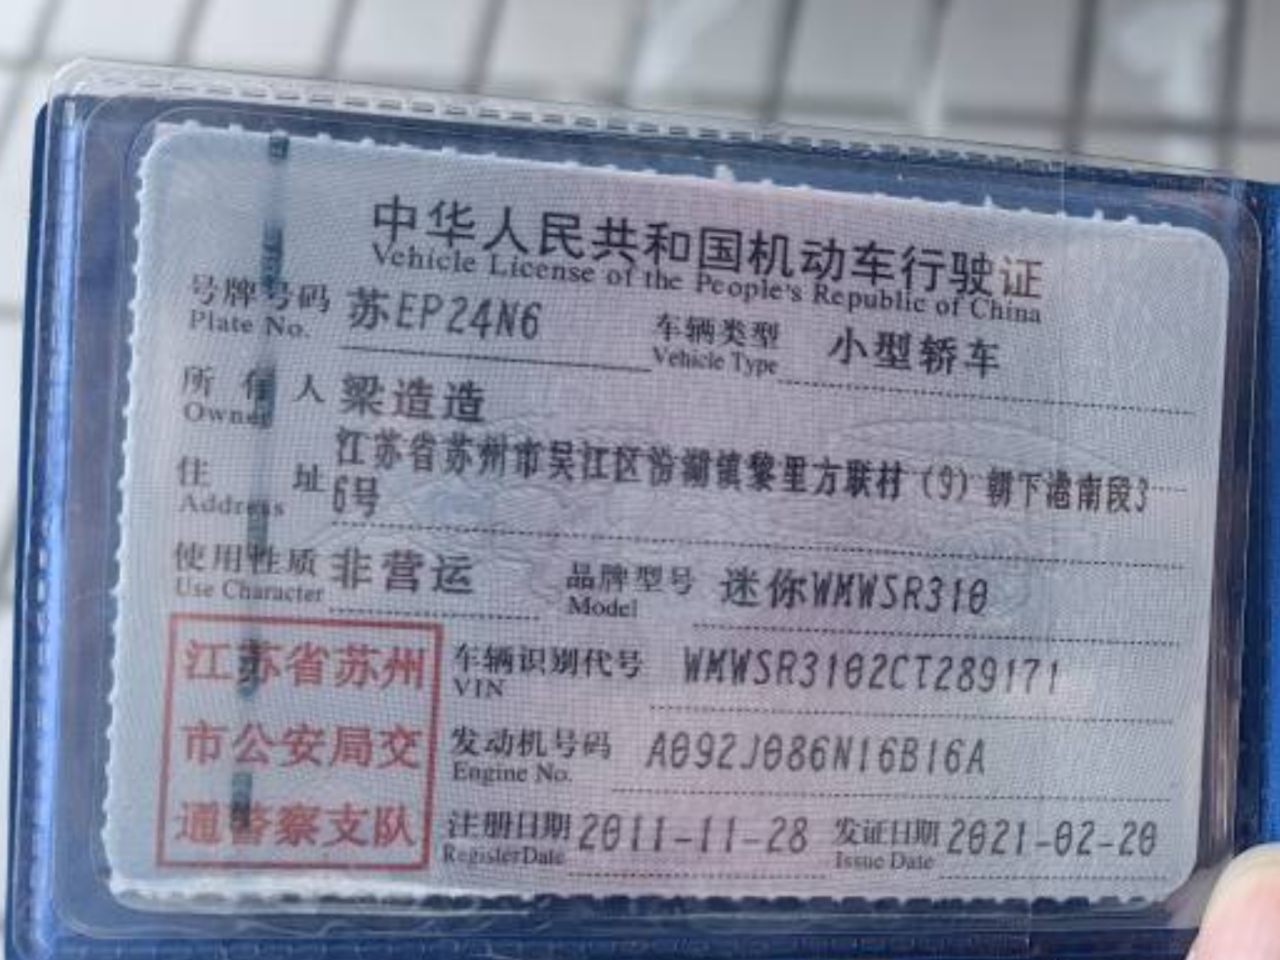 中华人民共和国机动车行驶证
Vehicle License of the People's Republic of China
号牌号码 苏EP24N6 车辆类型 小型轿车
Plate No. Vehicle Type
所有人 梁造造
Owner
住址 江苏省苏州市吴江区汾湖镇黎里方联村（9）朝下港南段3
Address 6号
使用性质 非营运 品牌型号 迷你WMWSR310
Use Character Model
江苏省苏州 车辆识别代号 WMWSR3102CT289171
VIN
市公安局交 发动机号码 A092J086N16B16A
Engine No.
通警察支队 注册日期 2011-11-28 发证日期 2021-02-20
Register Date Issue Date